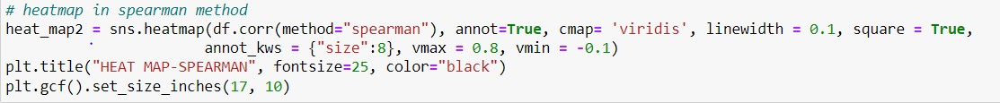 # heatmap in spearman method
heat_map2 = sns.heatmap(df.corr(method="spearman"), annot=True, cmap= 'viridis', linewidth = 0.1, square = True,
annot_kws = {"size":8}, vmax = 0.8, vmin = -0.1)
plt.title("HEAT MAP-SPEARMAN", fontsize=25, color="black")
plt.gcf().set_size_inches(17, 10)